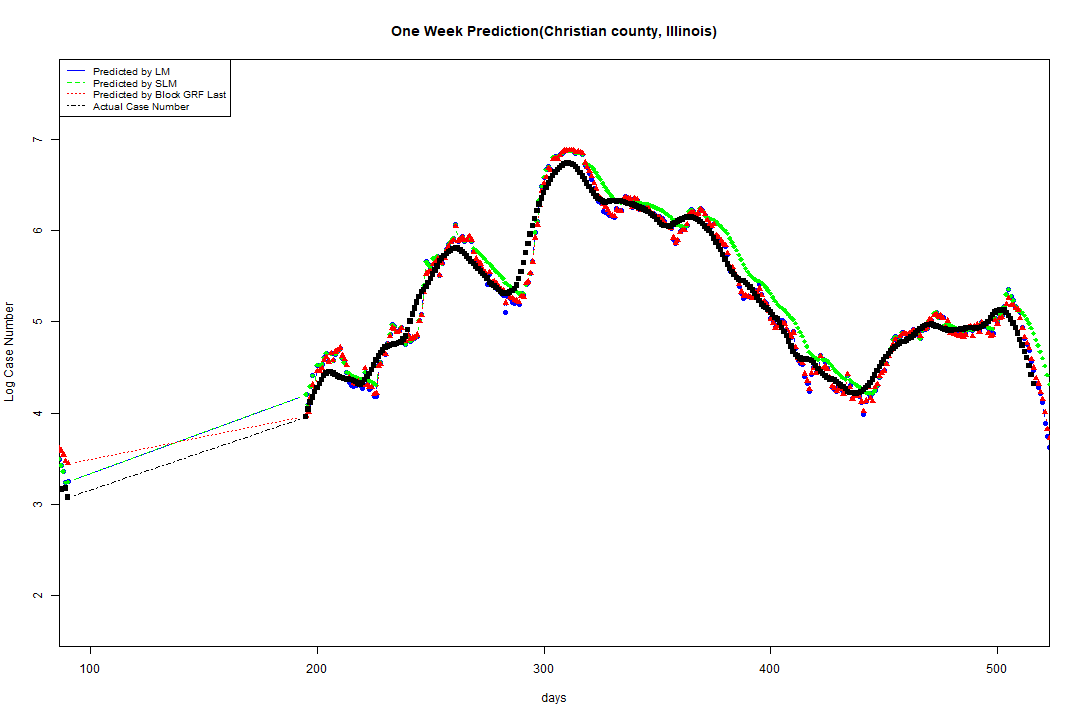 One Week Prediction(Christian county, Illinois)
Predicted by LM
Predicted by SLM
Predicted by Block GRF Last
Actual Case Number
7
6
5
4
3
2
Log Case Number
100 200 300 400 500
days